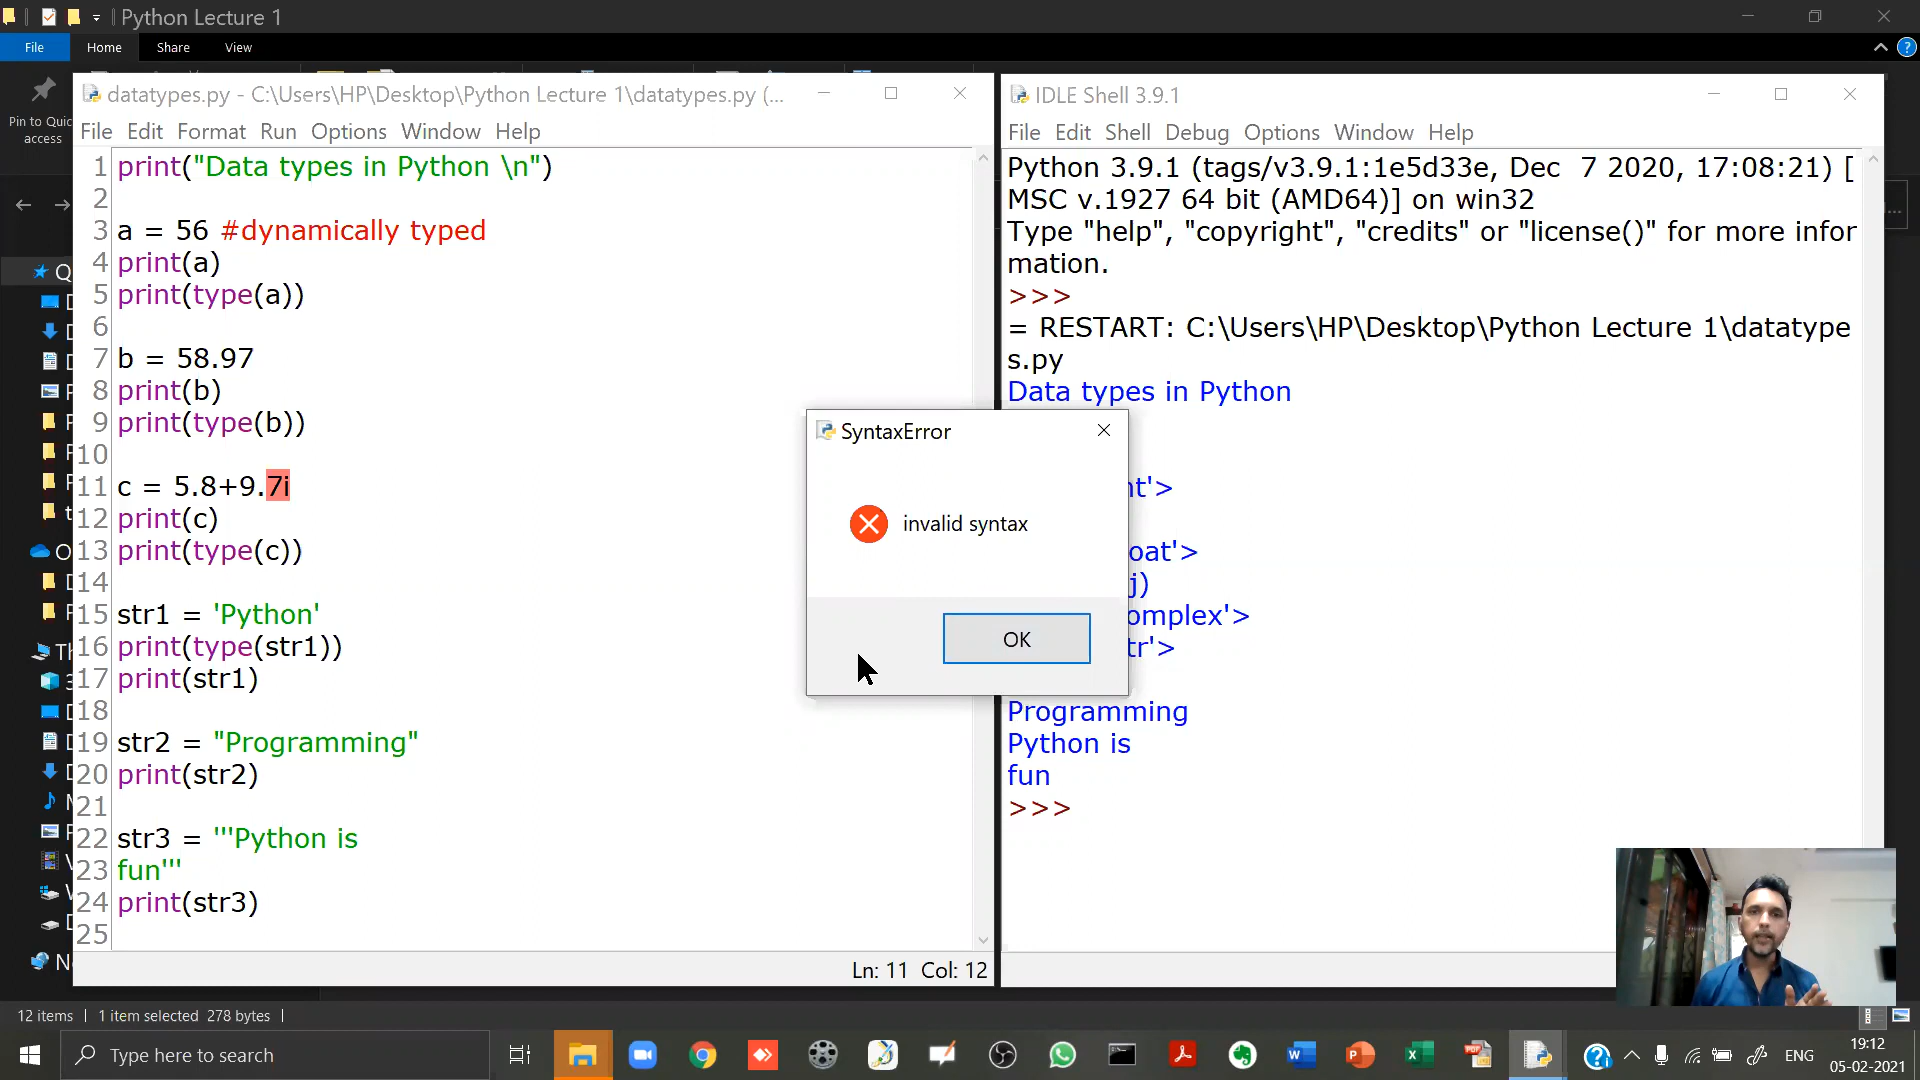 Python Lecture 1
File Home Share View
Pin to Quic
access
datatypes.py - C:\Users\HP\Desktop\Python Lecture 1\datatypes.py (...
File Edit Format Run Options Window Help
1 print("Data types in Python \n")
2
3 a = 56 #dynamically typed
4 print(a)
5 print(type(a))
6
7 b = 58.97
8 print(b)
9 print(type(b))
10
11 c = 5.8+9.7i
12 print(c)
13 print(type(c))
14
15 str1 = 'Python'
16 print(type(str1))
17 print(str1)
18
19 str2 = "Programming"
20 print(str2)
21
22 str3 = '''Python is
23 fun'''
24 print(str3)
25
Ln: 11 Col: 12
SyntaxError
invalid syntax
OK
IDLE Shell 3.9.1
File Edit Shell Debug Options Window Help
Python 3.9.1 (tags/v3.9.1:1e5d33e, Dec 7 2020, 17:08:21) [
MSC v.1927 64 bit (AMD64)] on win32
Type "help", "copyright", "credits" or "license()" for more infor
mation.
>>>
= RESTART: C:\Users\HP\Desktop\Python Lecture 1\datatype
s.py
Data types in Python
nt'>
oat'>
j)
omplex'>
tr'>
Programming
Python is
fun
>>>
12 items 1 item selected 278 bytes
Type here to search
ENG
19:12
05-02-2021